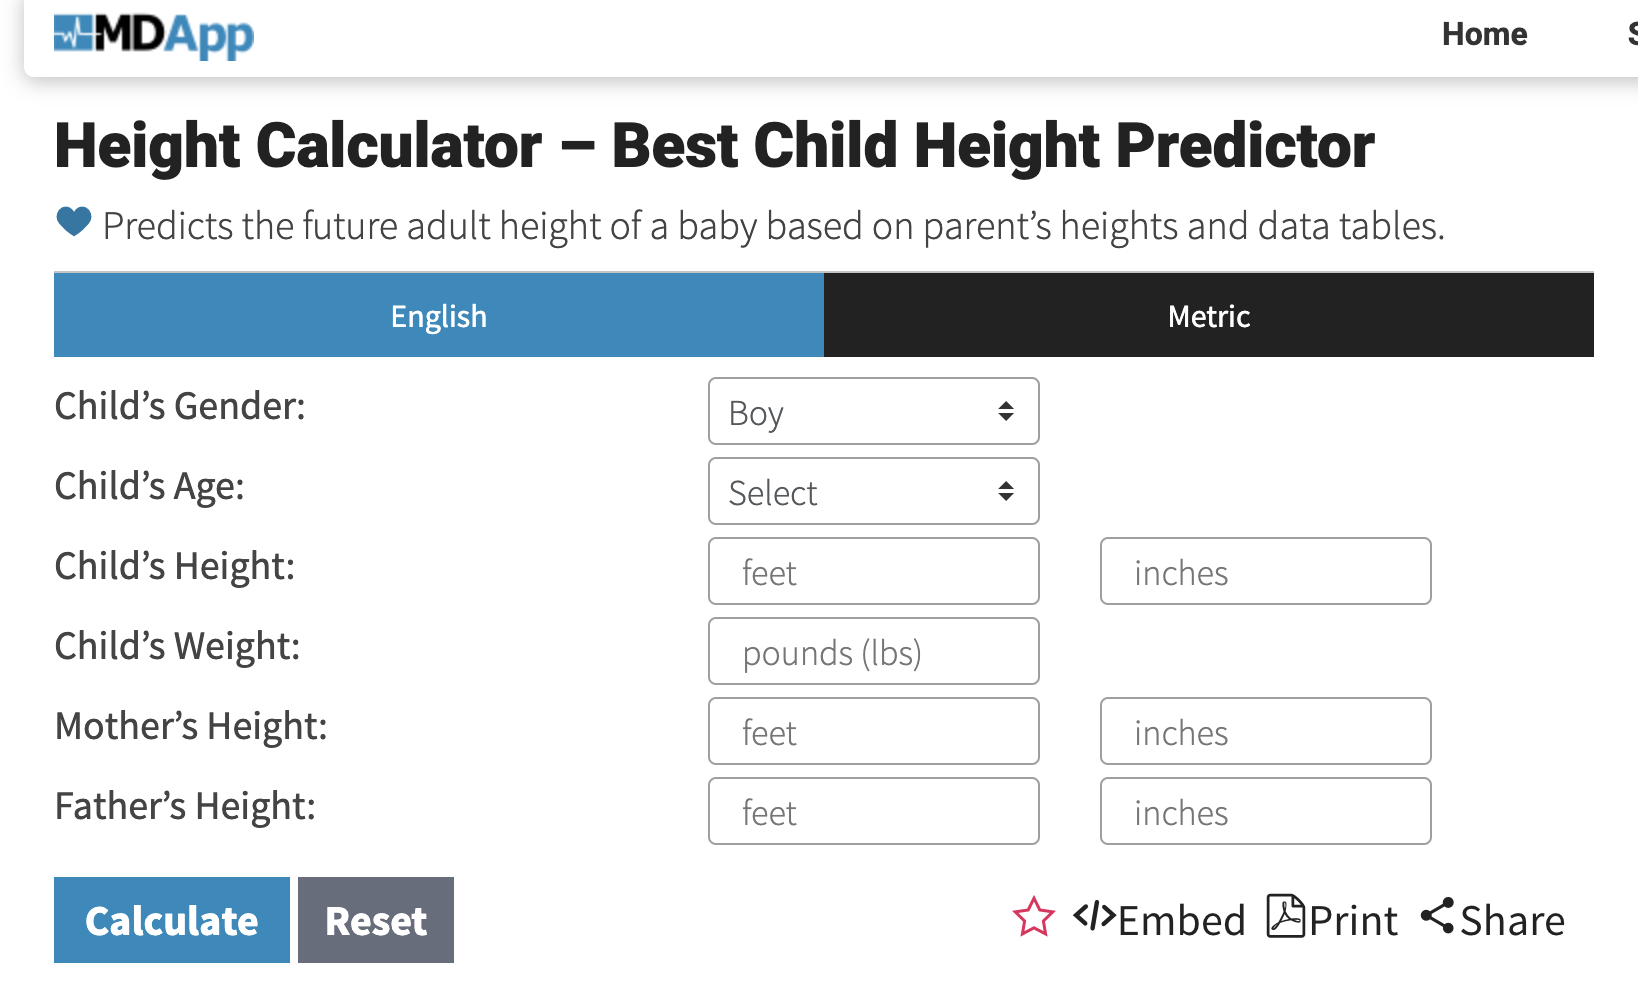 MDApp
Home
Height Calculator – Best Child Height Predictor
Predicts the future adult height of a baby based on parent’s heights and data tables.
English Metric
Child’s Gender: Boy
Child’s Age: Select
Child’s Height: feet inches
Child’s Weight: pounds (lbs)
Mother’s Height: feet inches
Father’s Height: feet inches
Calculate Reset </>Embed Print Share